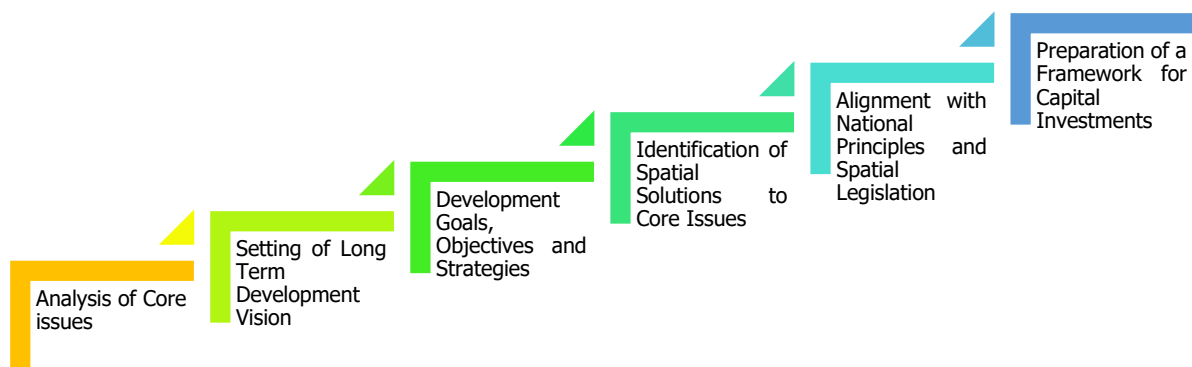 Analysis of Core
issues
Setting of Long
Term
Development
Vision
Development
Goals,
Objectives and
Strategies
Identification of
Spatial
Solutions to
Core Issues
Alignment with
National
Principles and
Spatial
Legislation
Preparation of a
Framework for
Capital
Investments